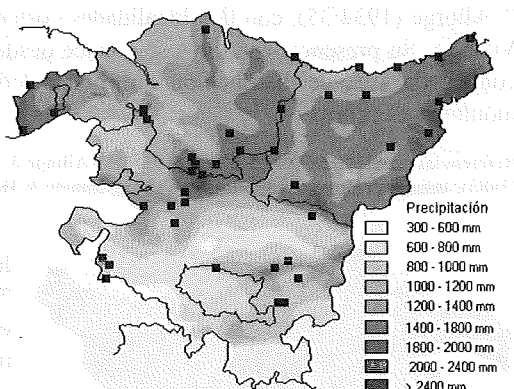 Precipitación
300 - 600 mm
600 - 800 mm
800 - 1000 mm
1000 - 1200 mm
1200 - 1400 mm
1400 - 1800 mm
1800 - 2000 mm
2000 - 2400 mm
> 2400 mm